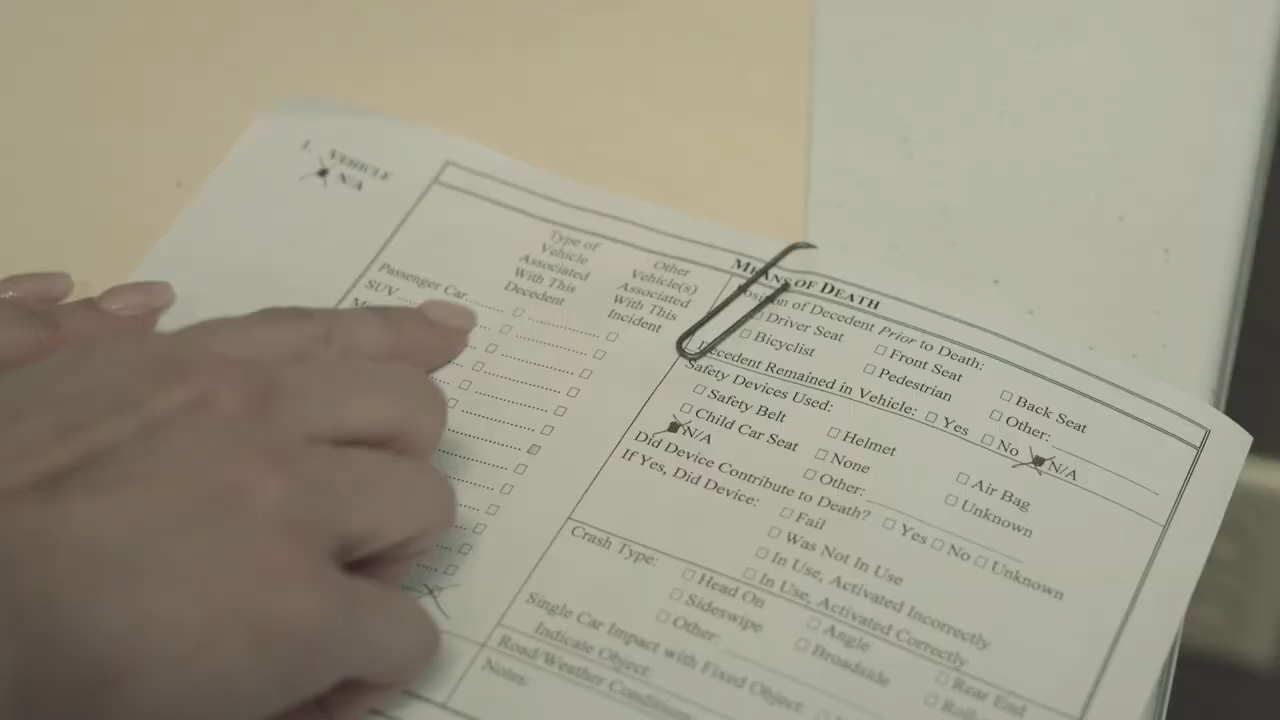 1. VEHICLE
N/A
MEANS OF DEATH
Type of
Vehicle
Associated
With This
Decedent
Other
Vehicle(s)
Associated
With This
Incident
Passenger Car
SUV
Position of Decedent Prior to Death:
Driver Seat Front Seat Back Seat
Bicyclist Pedestrian Other:
Decedent Remained in Vehicle: Yes No N/A
Safety Devices Used:
Safety Belt Helmet Air Bag
Child Car Seat None Unknown
N/A Other:
Did Device Contribute to Death? Yes No Unknown
If Yes, Did Device: Fail
Was Not In Use
In Use, Activated Incorrectly
In Use, Activated Correctly
Crash Type: Head On Angle Rear End
Sideswipe Broadside
Other:
Single Car Impact with Fixed Object:
Indicate Object:
Road/Weather Conditions
Notes: